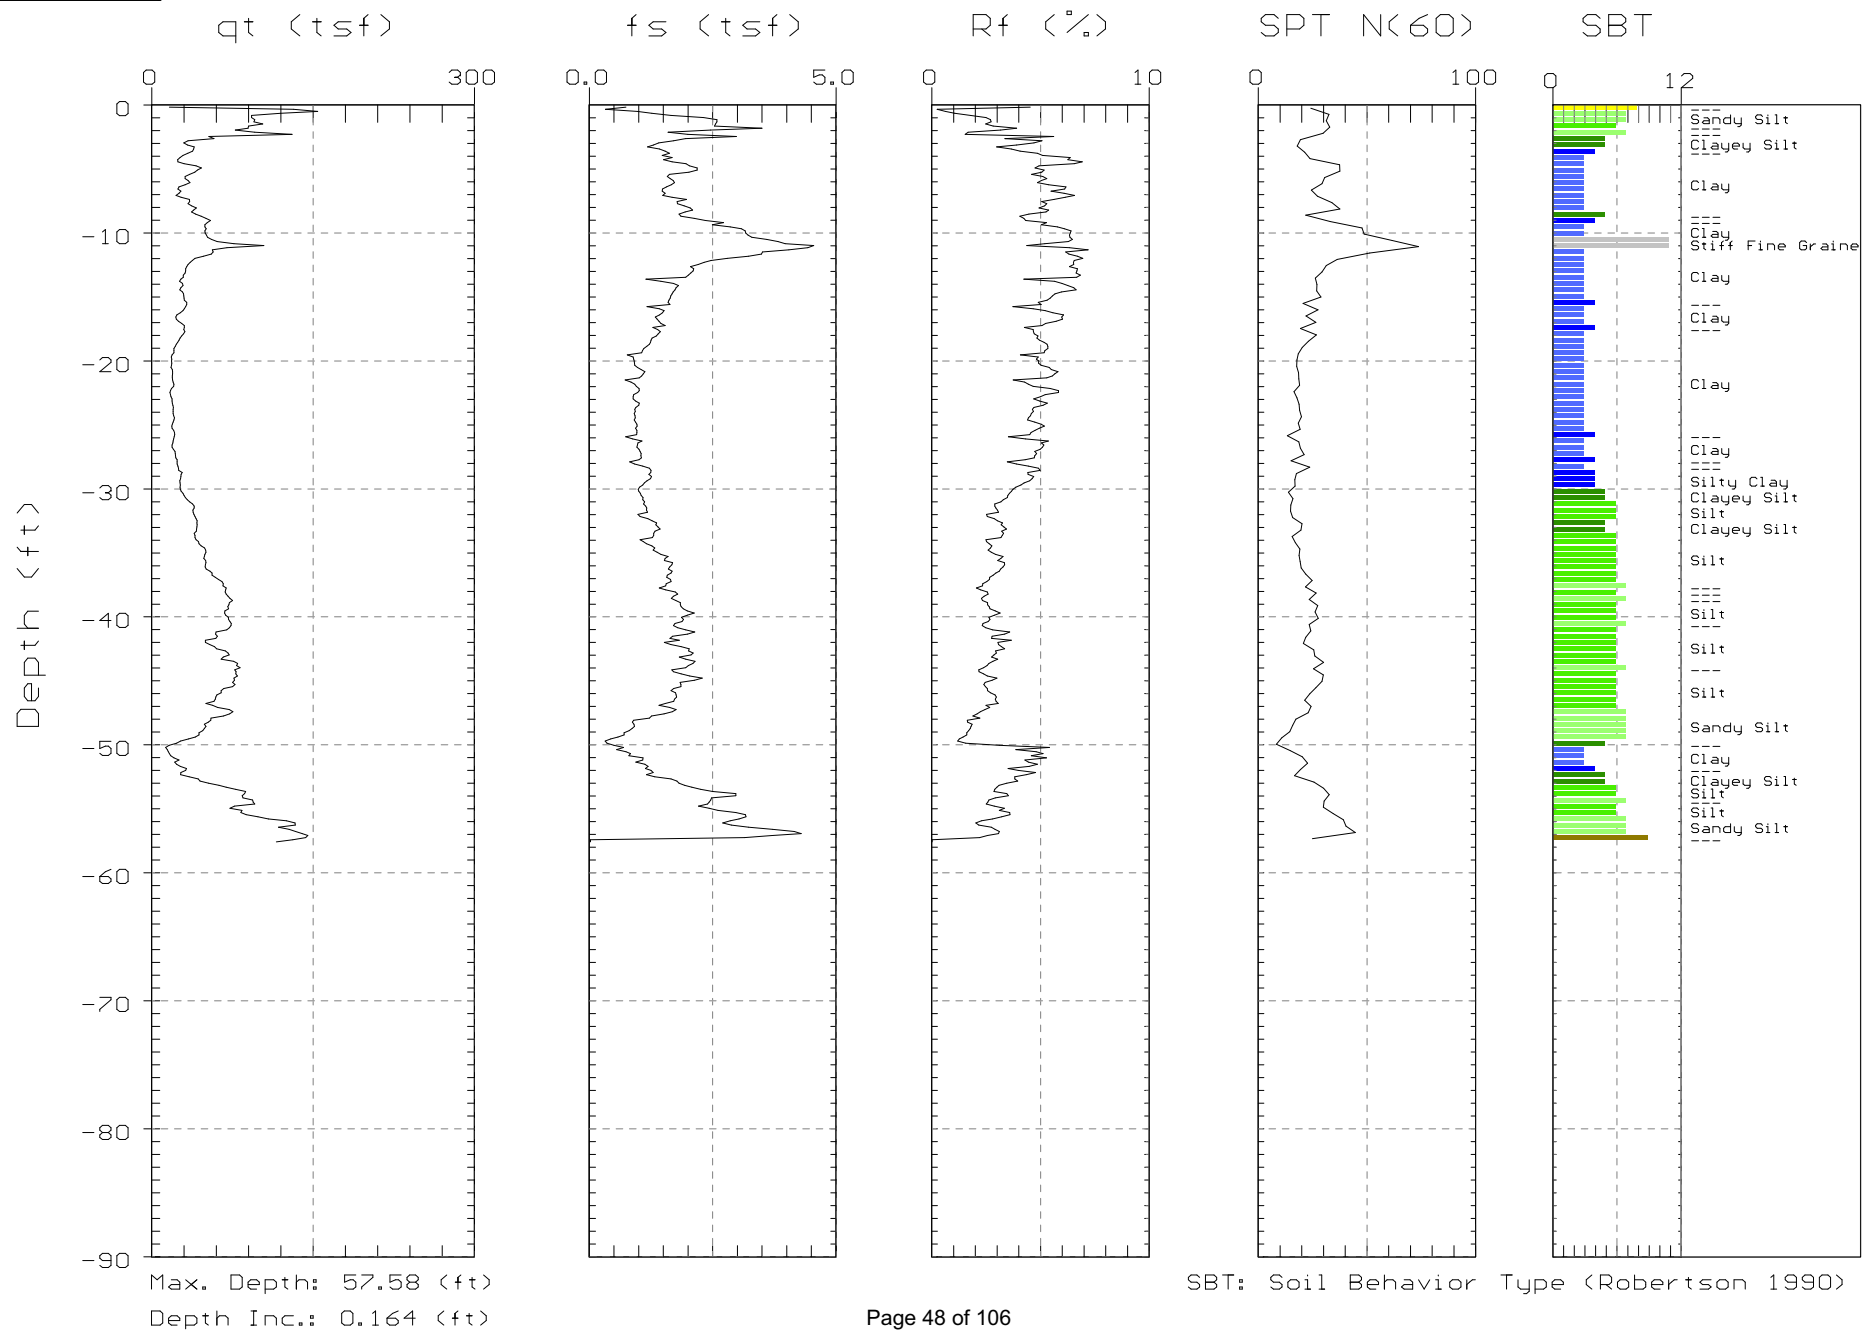 qt (tsf) fs (tsf) Rf (%) SPT N(60) SBT
0 300 0.0 5.0 0 10 0 100 0 12
0
-10
-20
-30
-40
-50
-60
-70
-80
-90
Depth (ft)
---
Sandy Silt
---
Clayey Silt
---
Clay
---
---
Clay
Stiff Fine Graine
Clay
---
Clay
---
Clay
---
Clay
---
---
Silty Clay
Clayey Silt
Silt
Clayey Silt
Silt
---
---
---
Silt
---
Silt
---
Silt
Sandy Silt
---
Clay
---
Clayey Silt
Silt
---
Silt
Sandy Silt
---
Max. Depth: 57.58 (ft) SBT: Soil Behavior Type (Robertson 1990)
Depth Inc.: 0.164 (ft) Page 48 of 106